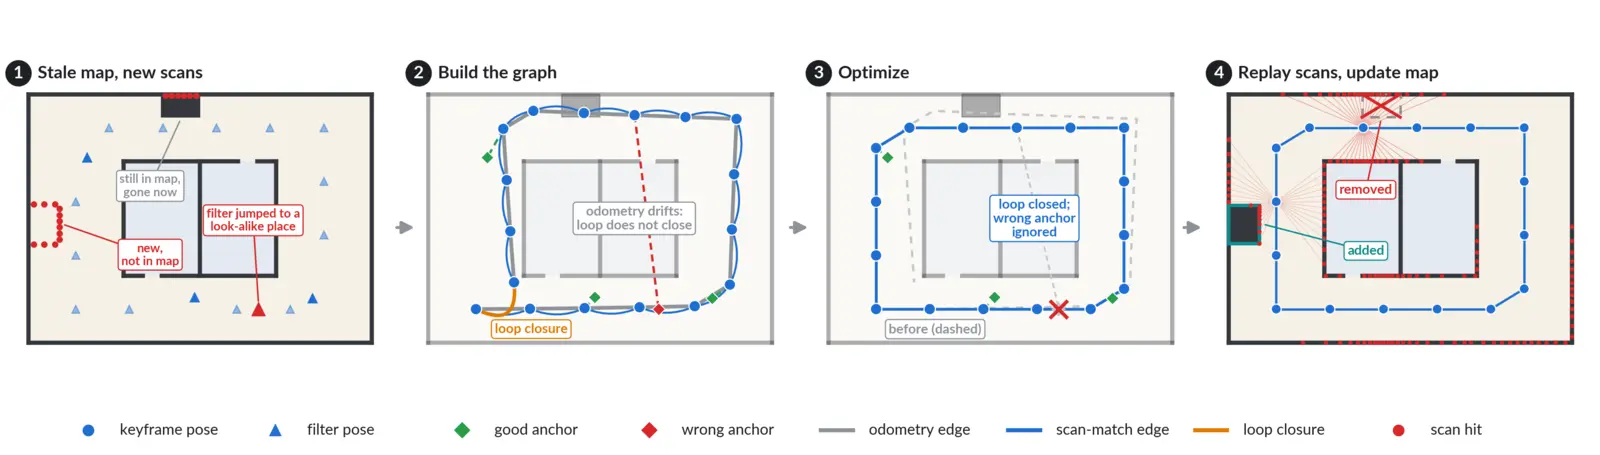 1 Stale map, new scans
still in map,
gone now
filter jumped to a
look-alike place
new,
not in map
2 Build the graph
odometry drifts:
loop does not close
loop closure
3 Optimize
loop closed;
wrong anchor
ignored
before (dashed)
4 Replay scans, update map
removed
added
keyframe pose
filter pose
good anchor
wrong anchor
odometry edge
scan-match edge
loop closure
scan hit